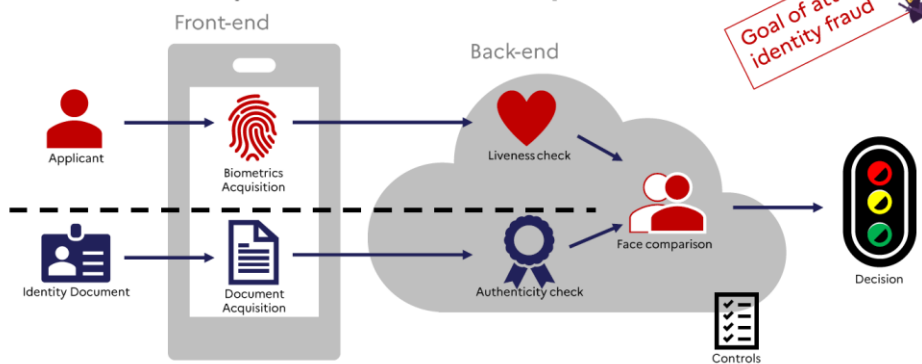 Goal of
identity fraud
Front-end
Back-end
Applicant
Biometrics
Acquisition
Liveness check
Face comparison
Identity Document
Document
Acquisition
Authenticity check
Decision
Controls